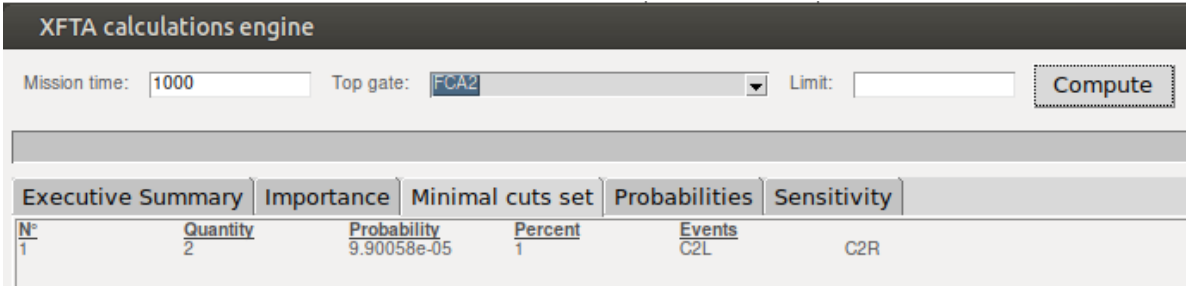 XFTA calculations engine
Mission time: 1000 Top gate: FCA2 Limit: Compute
Executive Summary Importance Minimal cuts set Probabilities Sensitivity
N° Quantity Probability Percent Events
1 2 9.90058e-05 1 C2L C2R